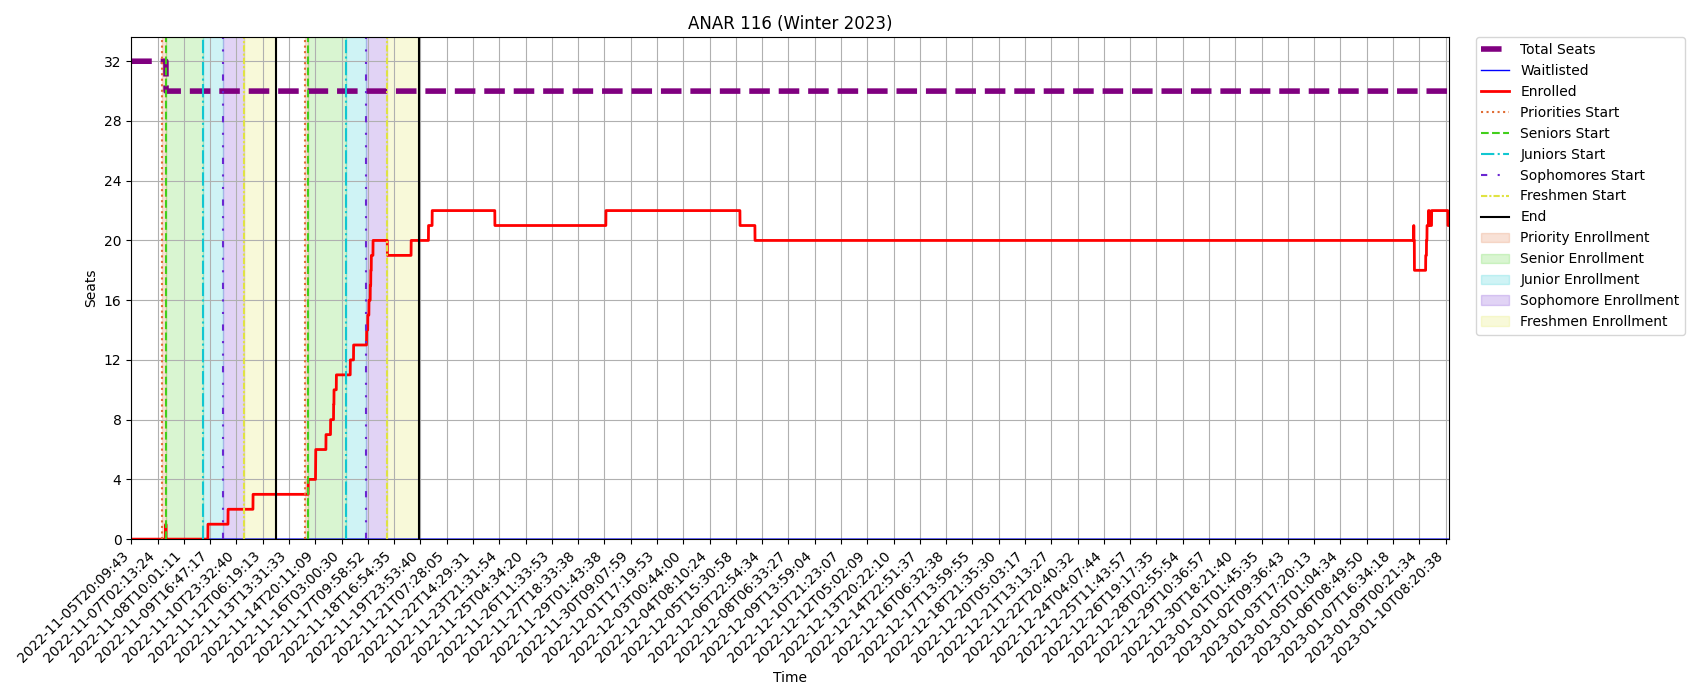 ANAR 116 (Winter 2023)
Seats
32
28
24
20
16
12
8
4
0
2022-11-05T20:09:43
2022-11-07T02:13:24
2022-11-08T10:01:11
2022-11-09T16:47:17
2022-11-10T23:32:40
2022-11-12T06:19:13
2022-11-13T13:31:33
2022-11-14T20:11:09
2022-11-16T03:00:30
2022-11-17T09:58:52
2022-11-18T16:54:35
2022-11-19T23:53:40
2022-11-21T07:28:05
2022-11-22T14:29:31
2022-11-23T21:31:54
2022-11-25T04:34:20
2022-11-26T11:33:53
2022-11-27T18:33:38
2022-11-29T01:43:38
2022-11-30T09:07:59
2022-12-01T17:19:53
2022-12-03T00:44:00
2022-12-04T08:10:24
2022-12-05T15:30:58
2022-12-06T22:54:34
2022-12-08T06:33:27
2022-12-09T13:59:04
2022-12-10T21:23:07
2022-12-12T05:02:09
2022-12-13T14:22:10
2022-12-14T22:51:37
2022-12-16T06:32:38
2022-12-17T13:59:55
2022-12-18T21:35:30
2022-12-20T05:03:17
2022-12-21T13:13:27
2022-12-22T20:40:32
2022-12-24T04:07:44
2022-12-25T11:43:57
2022-12-26T19:17:35
2022-12-28T02:55:54
2022-12-29T10:36:57
2022-12-30T18:21:40
2023-01-01T01:45:35
2023-01-02T09:36:43
2023-01-03T17:20:13
2023-01-05T01:04:34
2023-01-06T08:49:50
2023-01-07T16:34:18
2023-01-09T00:21:34
2023-01-10T08:20:38
Time
Total Seats
Waitlisted
Enrolled
Priorities Start
Seniors Start
Juniors Start
Sophomores Start
Freshmen Start
End
Priority Enrollment
Senior Enrollment
Junior Enrollment
Sophomore Enrollment
Freshmen Enrollment